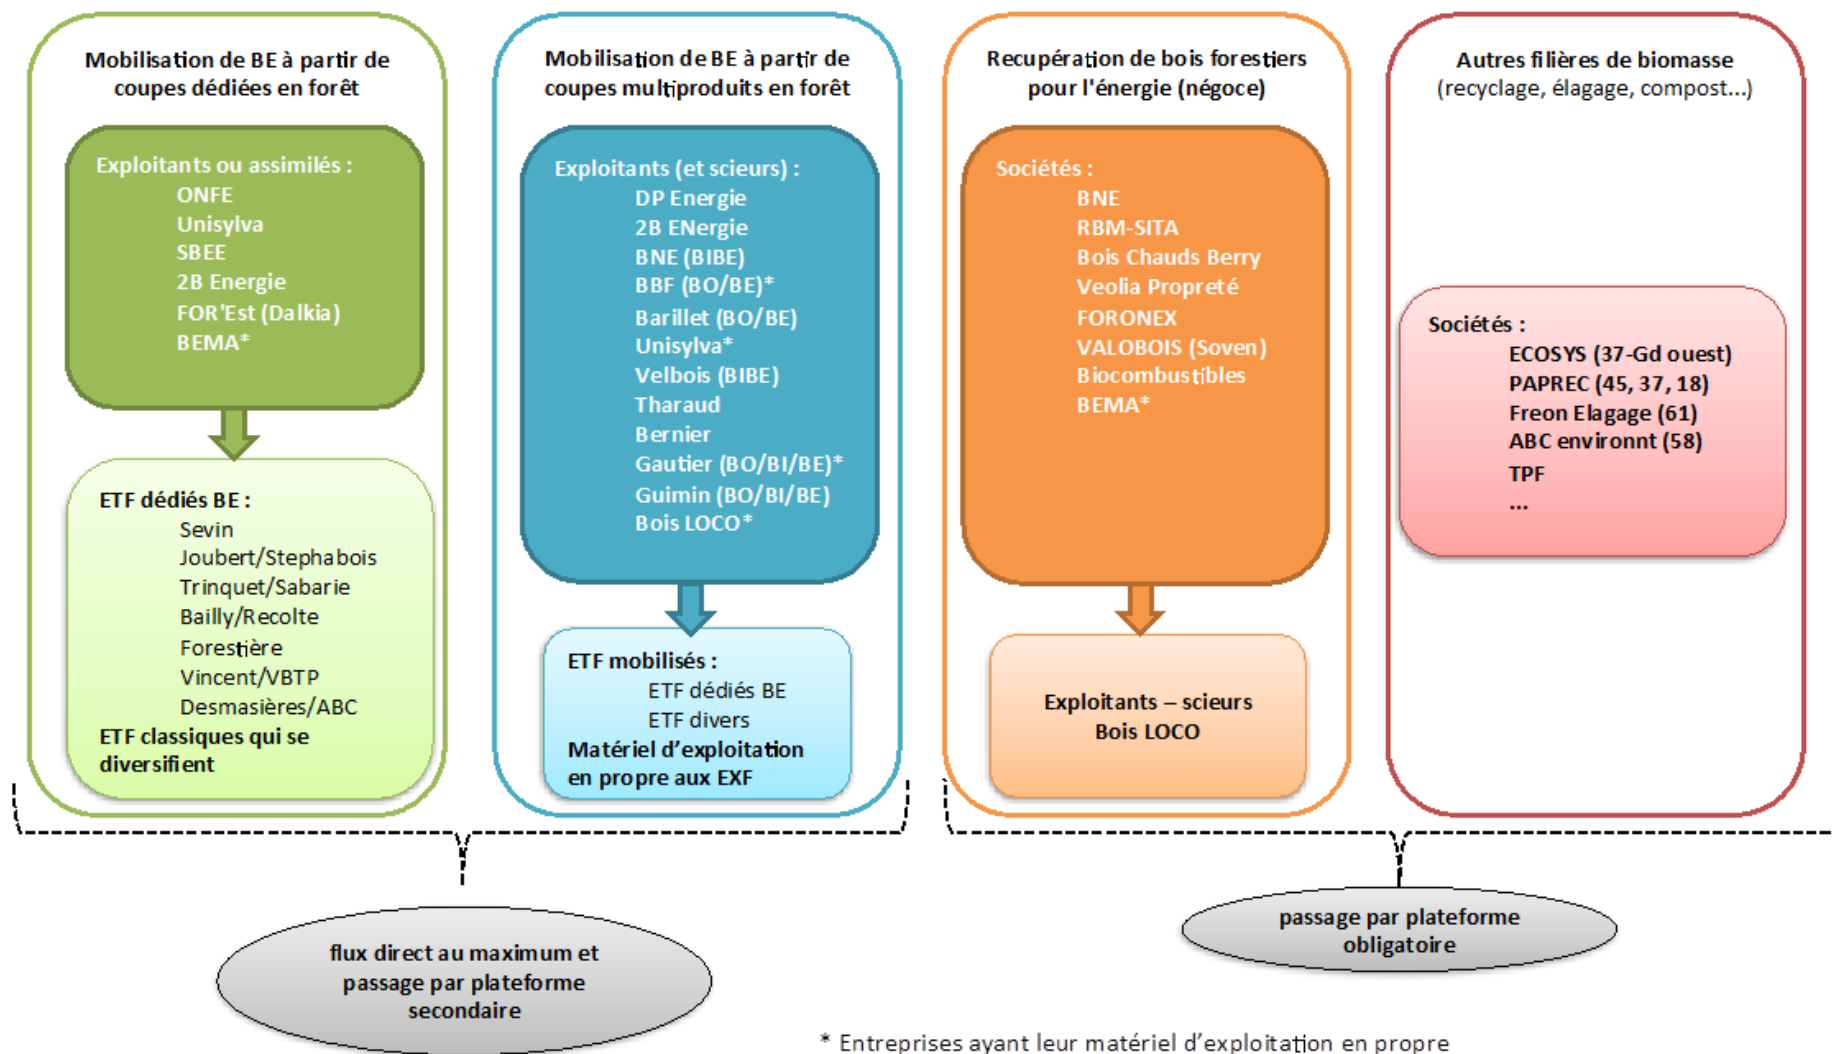 Mobilisation de BE à partir de
coupes dédiées en forêt
Exploitants ou assimilés :
ONFE
Unisylva
SBEE
2B Energie
FOR'Est (Dalkia)
BEMA*
ETF dédiés BE :
Sevin
Joubert/Stephabois
Trinquet/Sabarie
Bailly/Recolte
Forestière
Vincent/VBTP
Desmasières/ABC
ETF classiques qui se
diversifient
Mobilisation de BE à partir de
coupes multiproduits en forêt
Exploitants (et scieurs) :
DP Energie
2B ENergie
BNE (BIBE)
BBF (BO/BE)*
Barillet (BO/BE)
Unisylva*
Velbois (BIBE)
Tharaud
Bernier
Gautier (BO/BI/BE)*
Guimin (BO/BI/BE)
Bois LOCO*
ETF mobilisés :
ETF dédiés BE
ETF divers
Matériel d’exploitation
en propre aux EXF
Recupération de bois forestiers
pour l'énergie (négoce)
Sociétés :
BNE
RBM-SITA
Bois Chauds Berry
Veolia Propreté
FORONEX
VALOBOIS (Soven)
Biocombustibles
BEMA*
Exploitants – scieurs
Bois LOCO
Autres filières de biomasse
(recyclage, élagage, compost...)
Sociétés :
ECOSYS (37-Gd ouest)
PAPREC (45, 37, 18)
Freon Elagage (61)
ABC environnt (58)
TPF
...
flux direct au maximum et
passage par plateforme
secondaire
passage par plateforme
obligatoire
* Entreprises ayant leur matériel d’exploitation en propre